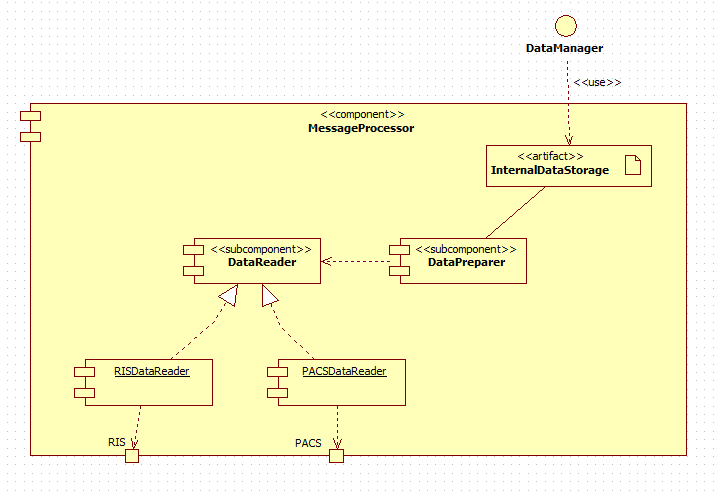 DataManager
<<use>>
<<component>>
MessageProcessor
<<artifact>>
InternalDataStorage
<<subcomponent>>
DataReader
<<subcomponent>>
DataPreparer
RISDataReader
PACSDataReader
RIS
PACS